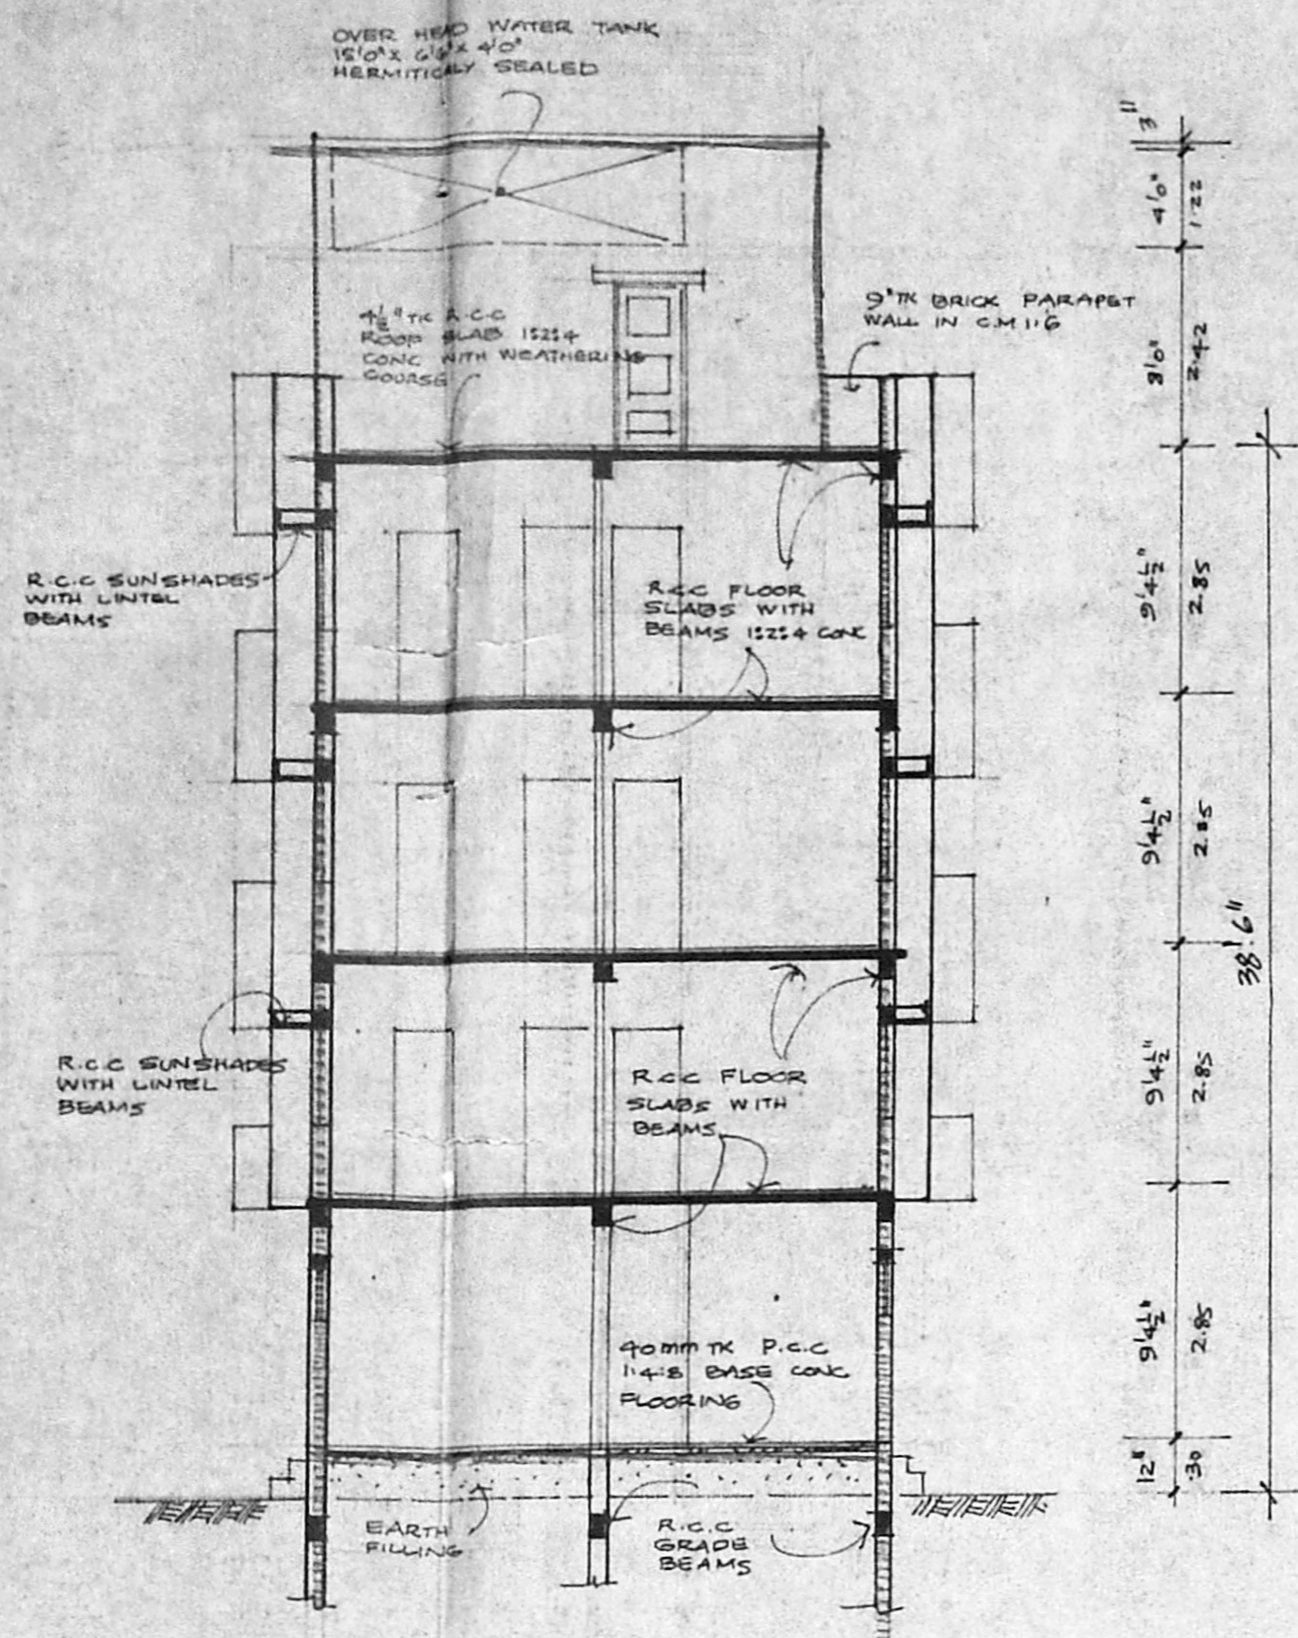 OVER HEAD WATER TANK
15'0" X 6'6" X 4'0"
HERMITICALY SEALED
3"
4'0"
1.22
9" TK BRICK PARAPET
WALL IN C.M 1:6
4½" TK R.C.C
ROOF SLAB 1:2:4
CONC WITH WEATHERING
COURSE
8'0"
2.42
R.C.C SUNSHADES
WITH LINTEL
BEAMS
R.C.C FLOOR
SLABS WITH
BEAMS 1:2:4 CONC
9'4½"
2.85
9'4½"
2.85
38'6"
R.C.C SUNSHADES
WITH LINTEL
BEAMS
R.C.C FLOOR
SLABS WITH
BEAMS
9'4½"
2.85
40mm TK P.C.C
1:4:8 BASE CONC
FLOORING
9'4½"
2.85
12"
.30
EARTH
FILLING
R.C.C
GRADE
BEAMS